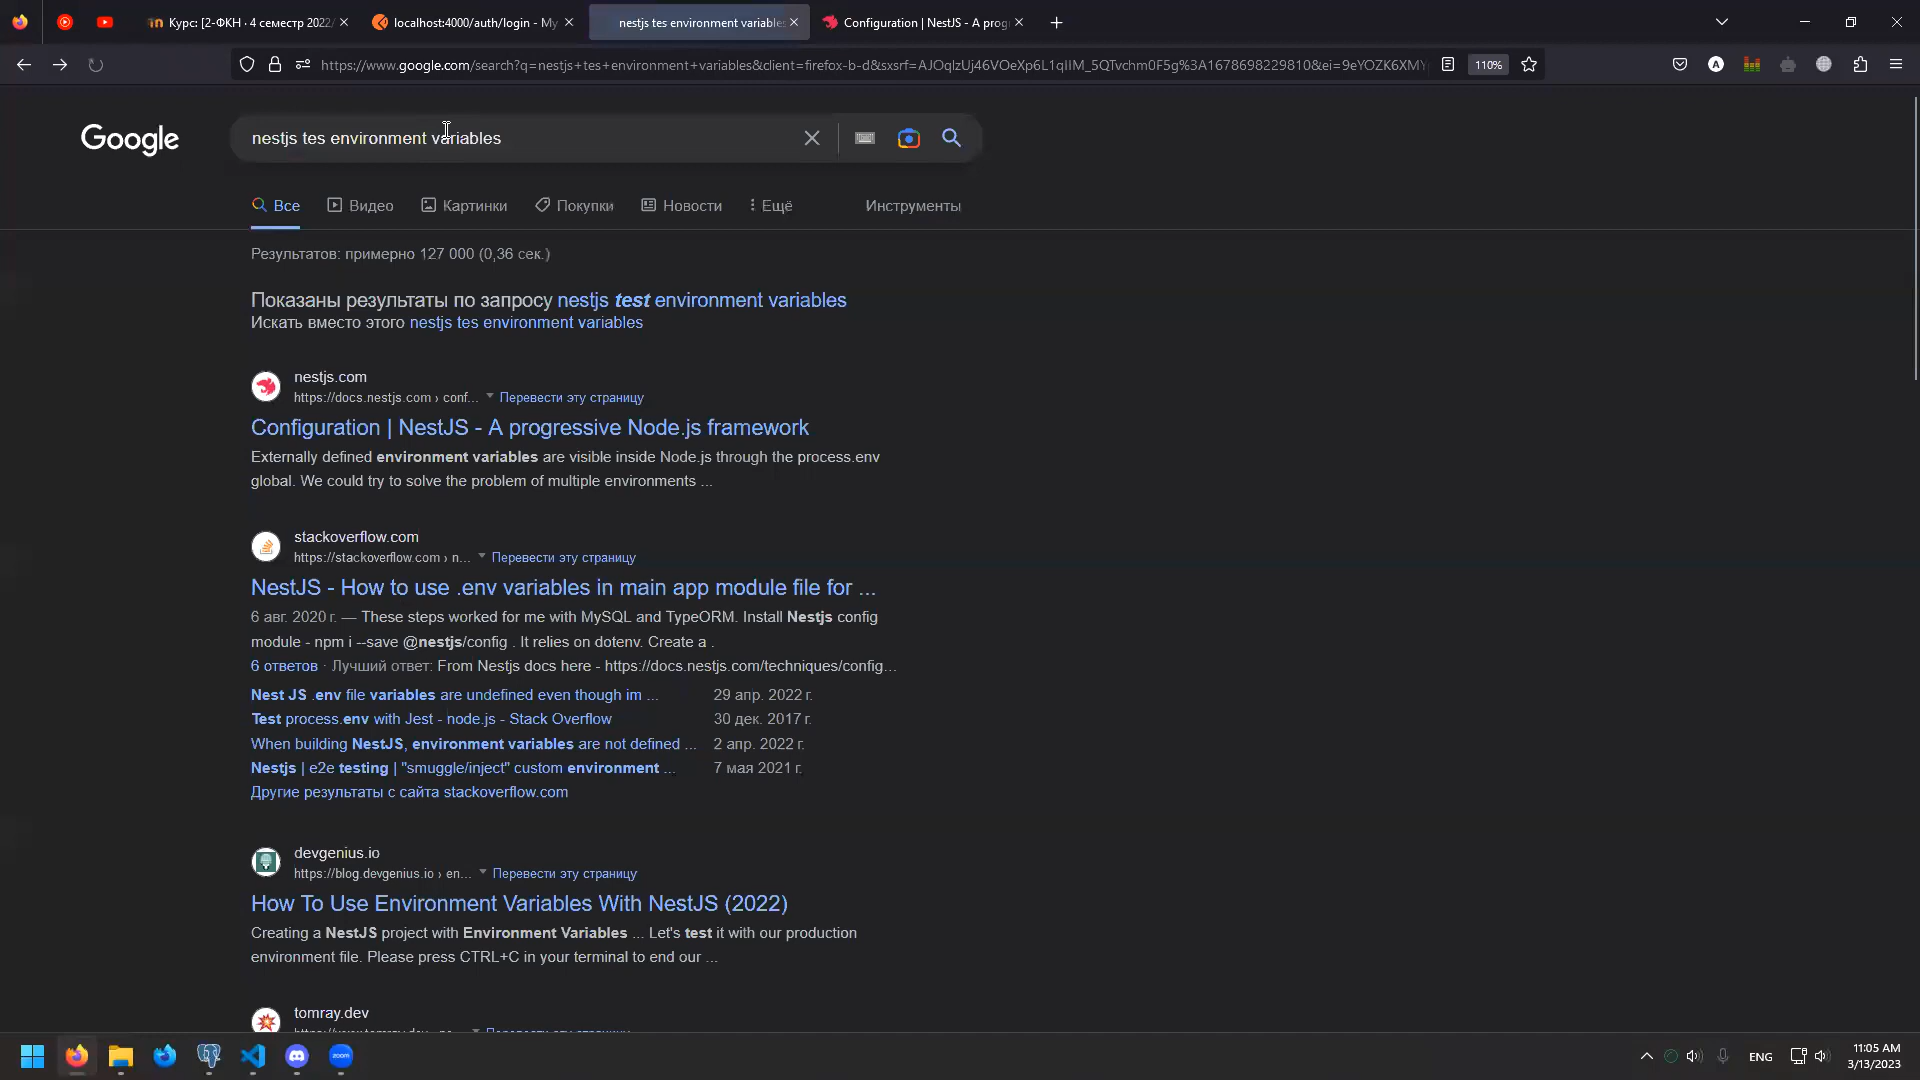 Курс: [2-ФКН - 4 семестр 2022/
localhost:4000/auth/login - My
nestjs tes environment variables
Configuration | NestJS - A prog
https://www.google.com/search?q=nestjs+tes+environment+variables&client=firefox-b-d&sxsrf=AJOqlzUj46VOeXp6L1qIIM_5QTvchm0F5g%3A1678698229810&ei=9eYOZK6XMY
110%
A
Google
nestjs tes environment variables
Все
Видео
Картинки
Покупки
Новости
Ещё
Инструменты
Результатов: примерно 127 000 (0,36 сек.)
Показаны результаты по запросу nestjs test environment variables
Искать вместо этого nestjs tes environment variables
nestjs.com
https://docs.nestjs.com › conf... Перевести эту страницу
Configuration | NestJS - A progressive Node.js framework
Externally defined environment variables are visible inside Node.js through the process.env
global. We could try to solve the problem of multiple environments ...
stackoverflow.com
https://stackoverflow.com › n... Перевести эту страницу
NestJS - How to use .env variables in main app module file for ...
6 авг. 2020 г. — These steps worked for me with MySQL and TypeORM. Install Nestjs config
module - npm i --save @nestjs/config . It relies on dotenv. Create a .
6 ответов · Лучший ответ: From Nestjs docs here - https://docs.nestjs.com/techniques/config...
Nest JS .env file variables are undefined even though im ... 29 апр. 2022 г.
Test process.env with Jest - node.js - Stack Overflow 30 дек. 2017 г.
When building NestJS, environment variables are not defined ... 2 апр. 2022 г.
Nestjs | e2e testing | "smuggle/inject" custom environment ... 7 мая 2021 г.
Другие результаты с сайта stackoverflow.com
devgenius.io
https://blog.devgenius.io › en... Перевести эту страницу
How To Use Environment Variables With NestJS (2022)
Creating a NestJS project with Environment Variables ... Let's test it with our production
environment file. Please press CTRL+C in your terminal to end our ...
tomray.dev
zoom
ENG
11:05 AM
3/13/2023